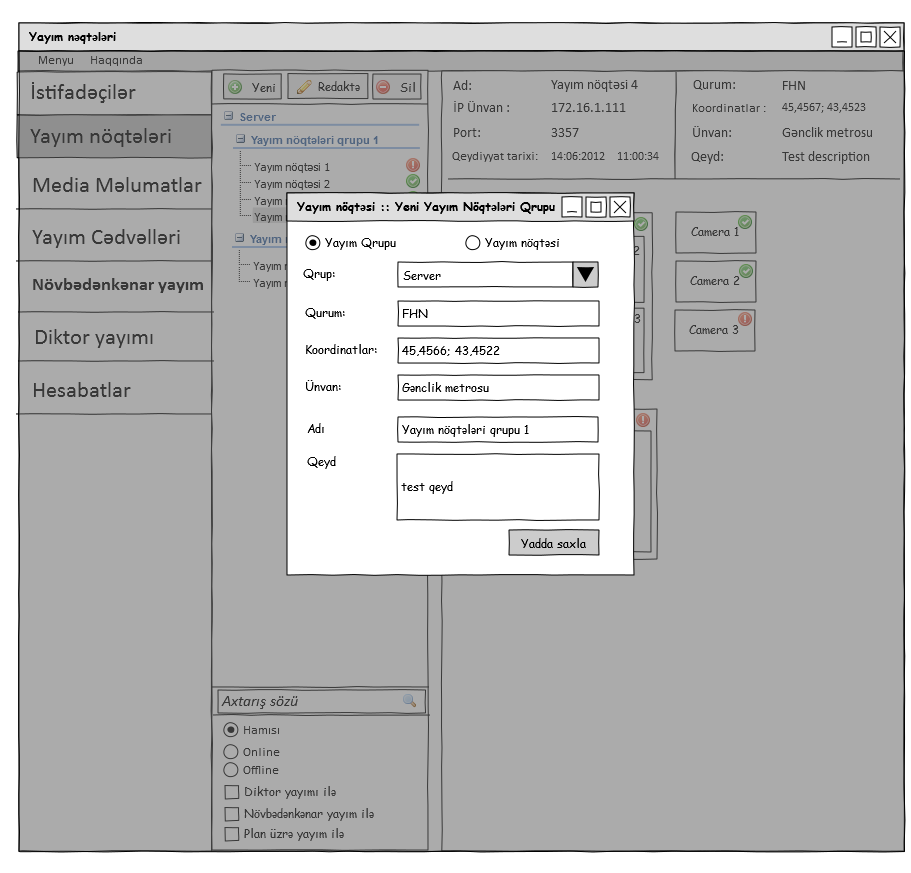 Yayım nəqtələri
Menyu Haqqında
İstifadəçilər
Yayım nöqtələri
Media Məlumatlar
Yayım Cədvəlləri
Növbədənkənar yayım
Diktor yayımı
Hesabatlar
Yeni Redaktə Sil
Server
Yayım nöqtələri qrupu 1
Yayım nöqtəsi 1
Yayım nöqtəsi 2
Yayım
Yayım
Yayım
Yayım
Yayım
Axtarış sözü
Hamısı
Online
Offline
Diktor yayımı ilə
Növbədənkənar yayım ilə
Plan üzrə yayım ilə
Ad: Yayım nöqtəsi 4
İP Ünvan : 172.16.1.111
Port: 3357
Qeydiyyat tarixi: 14:06:2012 11:00:34
Qurum: FHN
Koordinatlar : 45,4567; 43,4523
Ünvan: Gənclik metrosu
Qeyd: Test description
2
3
Camera 1
Camera 2
Camera 3
Yayım nöqtəsi :: Yeni Yayım Nöqtələri Qrupu
Yayım Qrupu Yayım nöqtəsi
Qrup: Server
Qurum: FHN
Koordinatlar: 45,4566; 43,4522
Ünvan: Gənclik metrosu
Adı Yayım nöqtələri qrupu 1
Qeyd test qeyd
Yadda saxla